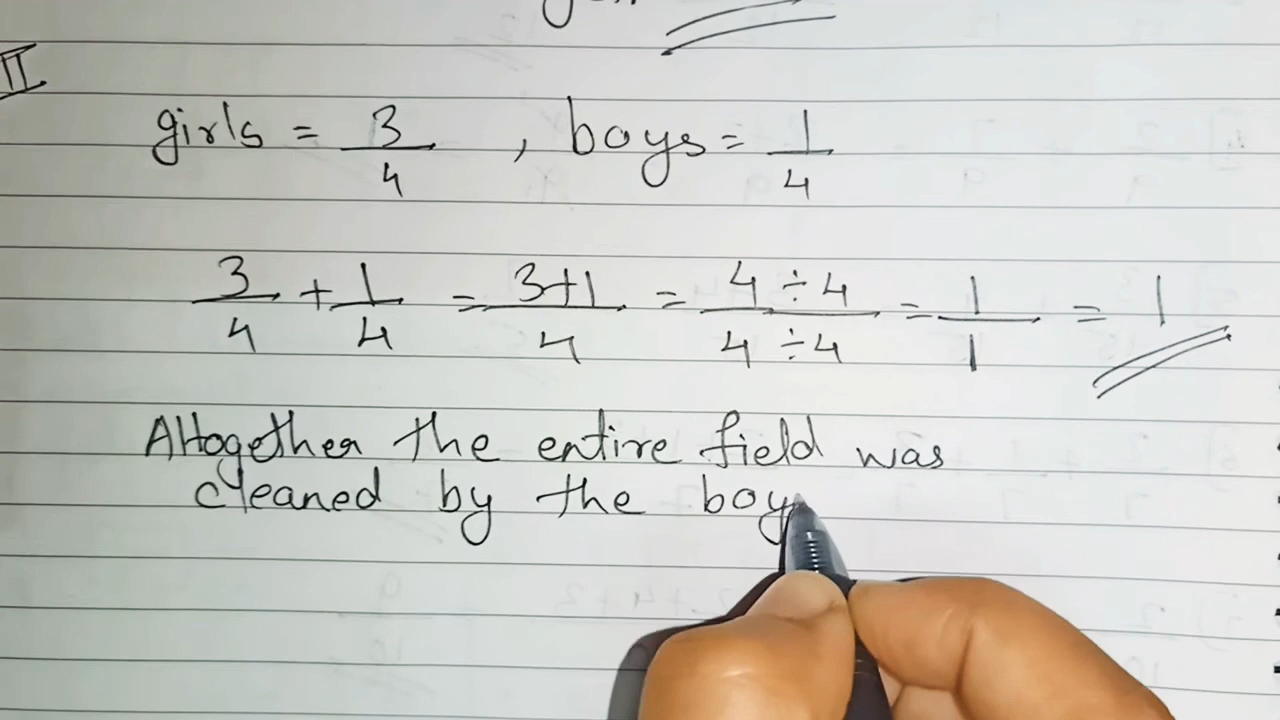 II
girls = 3/4 , boys = 1/4
3/4 + 1/4 = 3+1/4 = 4÷4/4÷4 = 1/1 = 1
Altogether the entire field was
cleaned by the boy